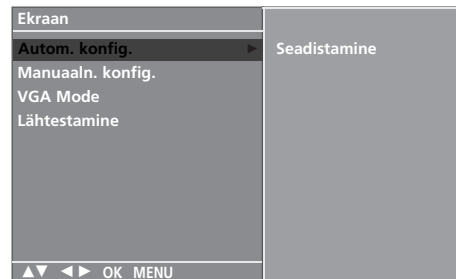 Ekraan
Autom. konfig. ►
Manuaaln. konfig.
VGA Mode
Lähtestamine
Seadistamine
▲▼ ◄► OK MENU